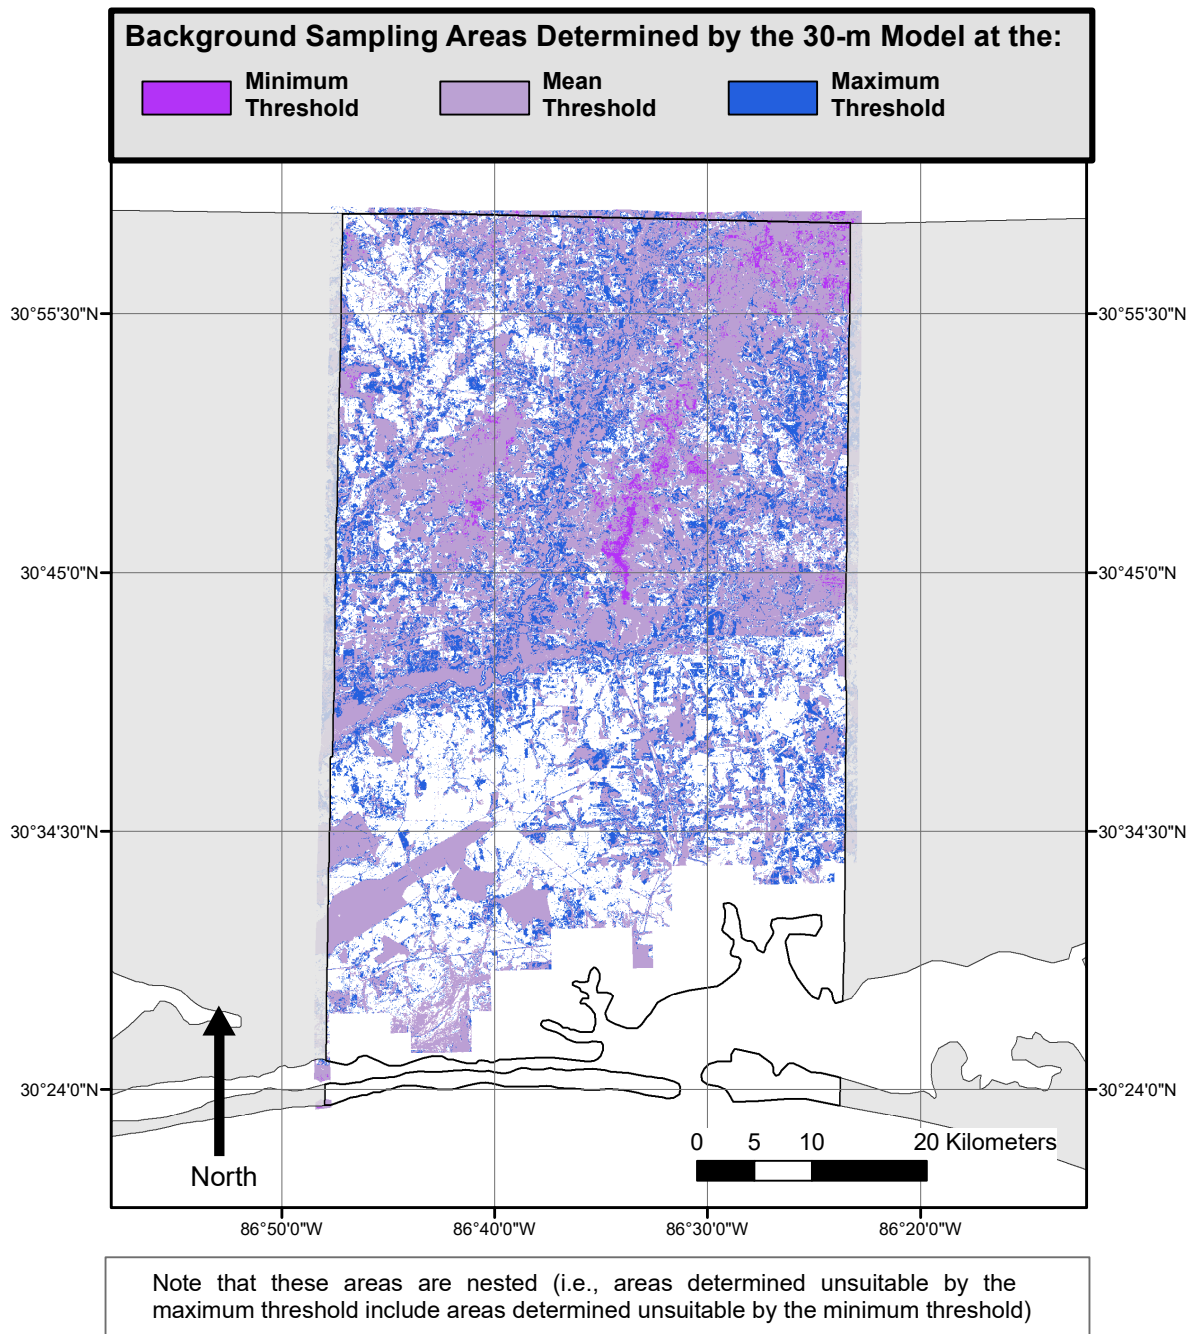 Background Sampling Areas Determined by the 30-m Model at the:
Minimum
Threshold
Mean
Threshold
Maximum
Threshold
30°55'30"N
30°55'30"N
30°45'0"N
30°45'0"N
30°34'30"N
30°34'30"N
30°24'0"N
30°24'0"N
North
0 5 10 20 Kilometers
86°50'0"W 86°40'0"W 86°30'0"W 86°20'0"W
Note that these areas are nested (i.e., areas determined unsuitable by the
maximum threshold include areas determined unsuitable by the minimum threshold)